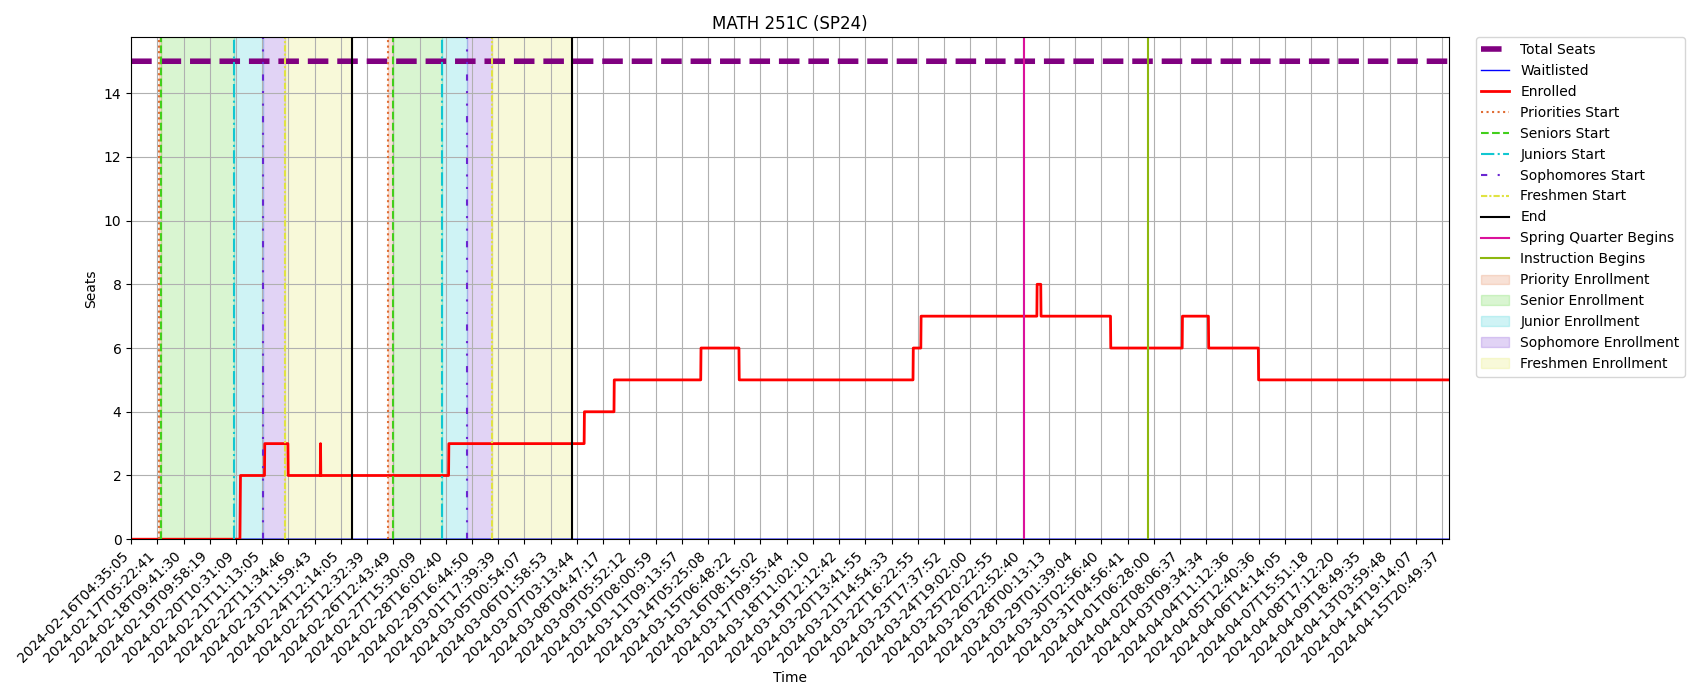 MATH 251C (SP24)
Seats
14
12
10
8
6
4
2
0
2024-02-16T04:35:05
2024-02-17T05:22:41
2024-02-18T09:41:30
2024-02-19T09:58:19
2024-02-20T10:31:09
2024-02-21T11:13:05
2024-02-22T11:34:46
2024-02-23T11:59:43
2024-02-24T12:14:05
2024-02-25T12:32:39
2024-02-26T12:43:49
2024-02-27T15:30:09
2024-02-28T16:02:40
2024-02-29T16:44:50
2024-03-01T17:39:39
2024-03-05T00:54:07
2024-03-06T01:58:53
2024-03-07T03:13:44
2024-03-08T04:47:17
2024-03-09T05:52:12
2024-03-10T08:00:59
2024-03-11T09:13:57
2024-03-14T05:25:08
2024-03-15T06:48:22
2024-03-16T08:15:02
2024-03-17T09:55:44
2024-03-18T11:02:10
2024-03-19T12:12:42
2024-03-20T13:41:55
2024-03-21T14:54:33
2024-03-22T16:22:55
2024-03-23T17:37:52
2024-03-24T19:02:00
2024-03-25T20:22:55
2024-03-26T22:52:40
2024-03-28T00:13:13
2024-03-29T01:39:04
2024-03-30T02:56:40
2024-03-31T04:56:41
2024-04-01T06:28:00
2024-04-02T08:06:37
2024-04-03T09:34:34
2024-04-04T11:12:36
2024-04-05T12:40:36
2024-04-06T14:14:05
2024-04-07T15:51:18
2024-04-08T17:12:20
2024-04-09T18:49:35
2024-04-13T03:59:48
2024-04-14T19:14:07
2024-04-15T20:49:37
Time
Total Seats
Waitlisted
Enrolled
Priorities Start
Seniors Start
Juniors Start
Sophomores Start
Freshmen Start
End
Spring Quarter Begins
Instruction Begins
Priority Enrollment
Senior Enrollment
Junior Enrollment
Sophomore Enrollment
Freshmen Enrollment